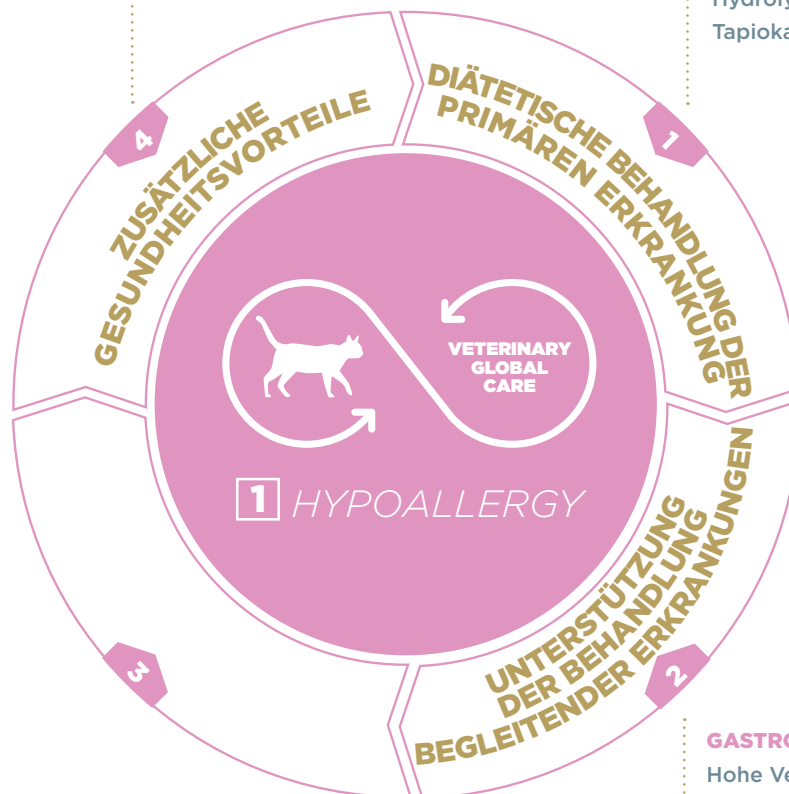 Tapioka
4
ZUSÄTZLICHE
GESUNDHEITSVORTEILE
1
DIÄTETISCHE BEHANDLUNG DER
PRIMÄREN ERKRANKUNG
VETERINARY
GLOBAL
CARE
1 HYPOALLERGY
3
2
UNTERSTÜTZUNG
DER BEHANDLUNG
BEGLEITENDER ERKRANKUNGEN
GASTRO
Hohe Ve